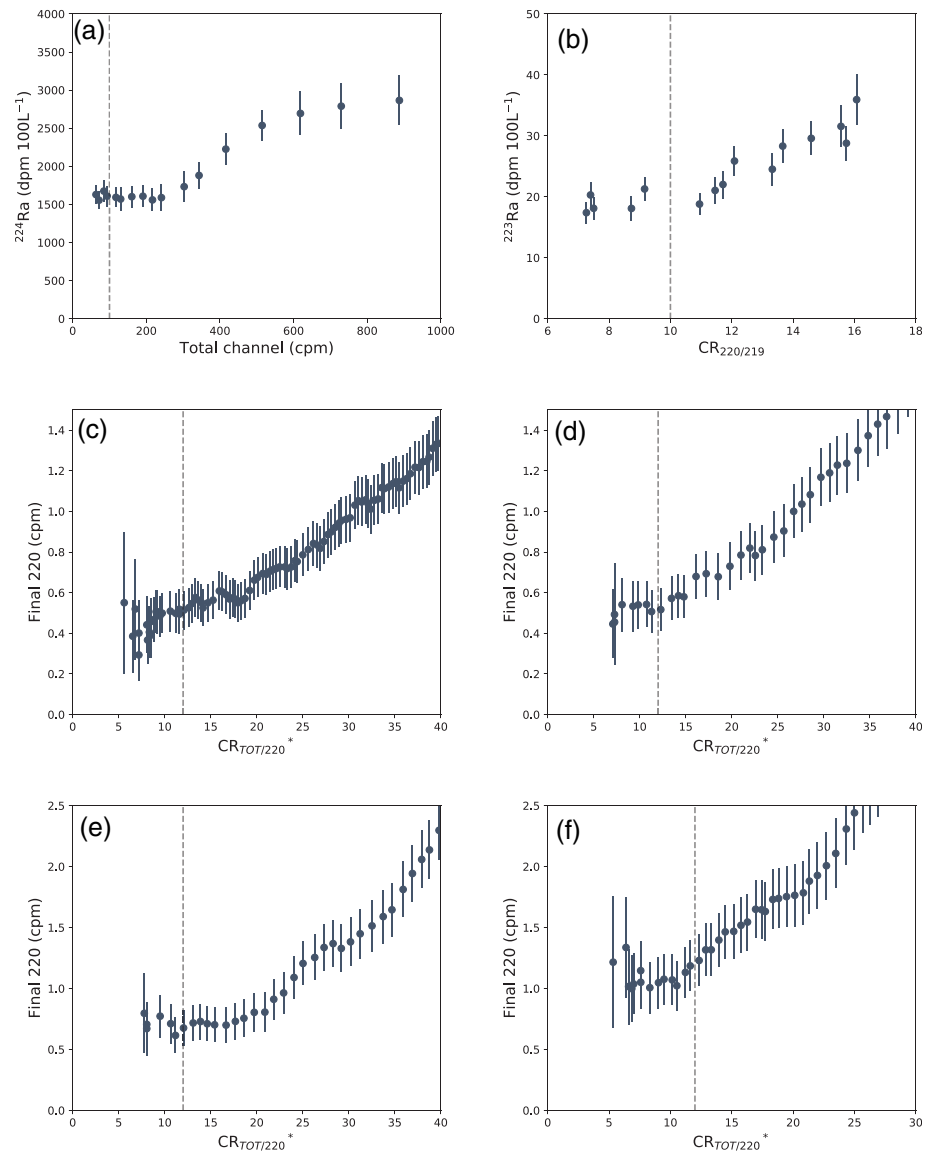 (a)
4000
3500
3000
2500
2000
1500
1000
500
0
²²⁴Ra (dpm 100L⁻¹)
0 200 400 600 800 1000
Total channel (cpm)
(b)
50
40
30
20
10
0
²²³Ra (dpm 100L⁻¹)
6 8 10 12 14 16 18
CR₂₂₀/₂₁₉
(c)
1.4
1.2
1.0
0.8
0.6
0.4
0.2
0.0
Final 220 (cpm)
0 5 10 15 20 25 30 35 40
CR_TOT/220*
(d)
1.4
1.2
1.0
0.8
0.6
0.4
0.2
0.0
Final 220 (cpm)
0 5 10 15 20 25 30 35 40
CR_TOT/220*
(e)
2.5
2.0
1.5
1.0
0.5
0.0
Final 220 (cpm)
0 5 10 15 20 25 30 35 40
CR_TOT/220*
(f)
2.5
2.0
1.5
1.0
0.5
0.0
Final 220 (cpm)
0 5 10 15 20 25 30
CR_TOT/220*